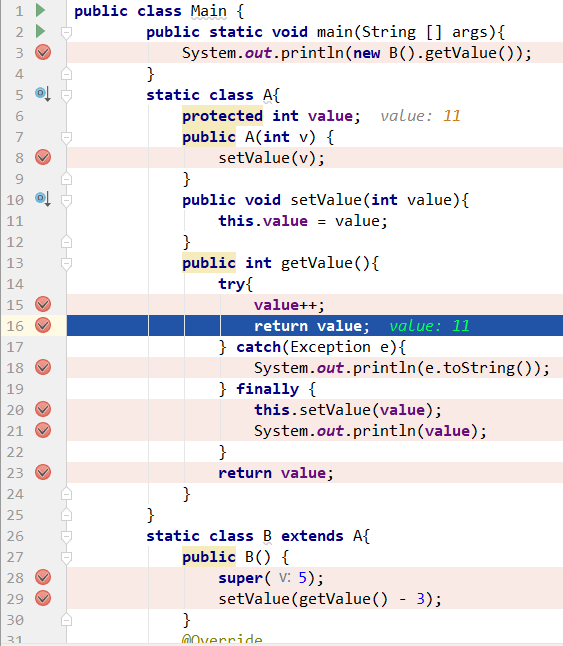 1 public class Main {
2 public static void main(String [] args){
3 System.out.println(new B().getValue());
4 }
5 static class A{
6 protected int value;  value: 11
7 public A(int v) {
8 setValue(v);
9 }
10 public void setValue(int value){
11 this.value = value;
12 }
13 public int getValue(){
14 try{
15 value++;
16 return value;  value: 11
17 } catch(Exception e){
18 System.out.println(e.toString());
19 } finally {
20 this.setValue(value);
21 System.out.println(value);
22 }
23 return value;
24 }
25 }
26 static class B extends A{
27 public B() {
28 super( v: 5);
29 setValue(getValue() - 3);
30 }
31 @Override